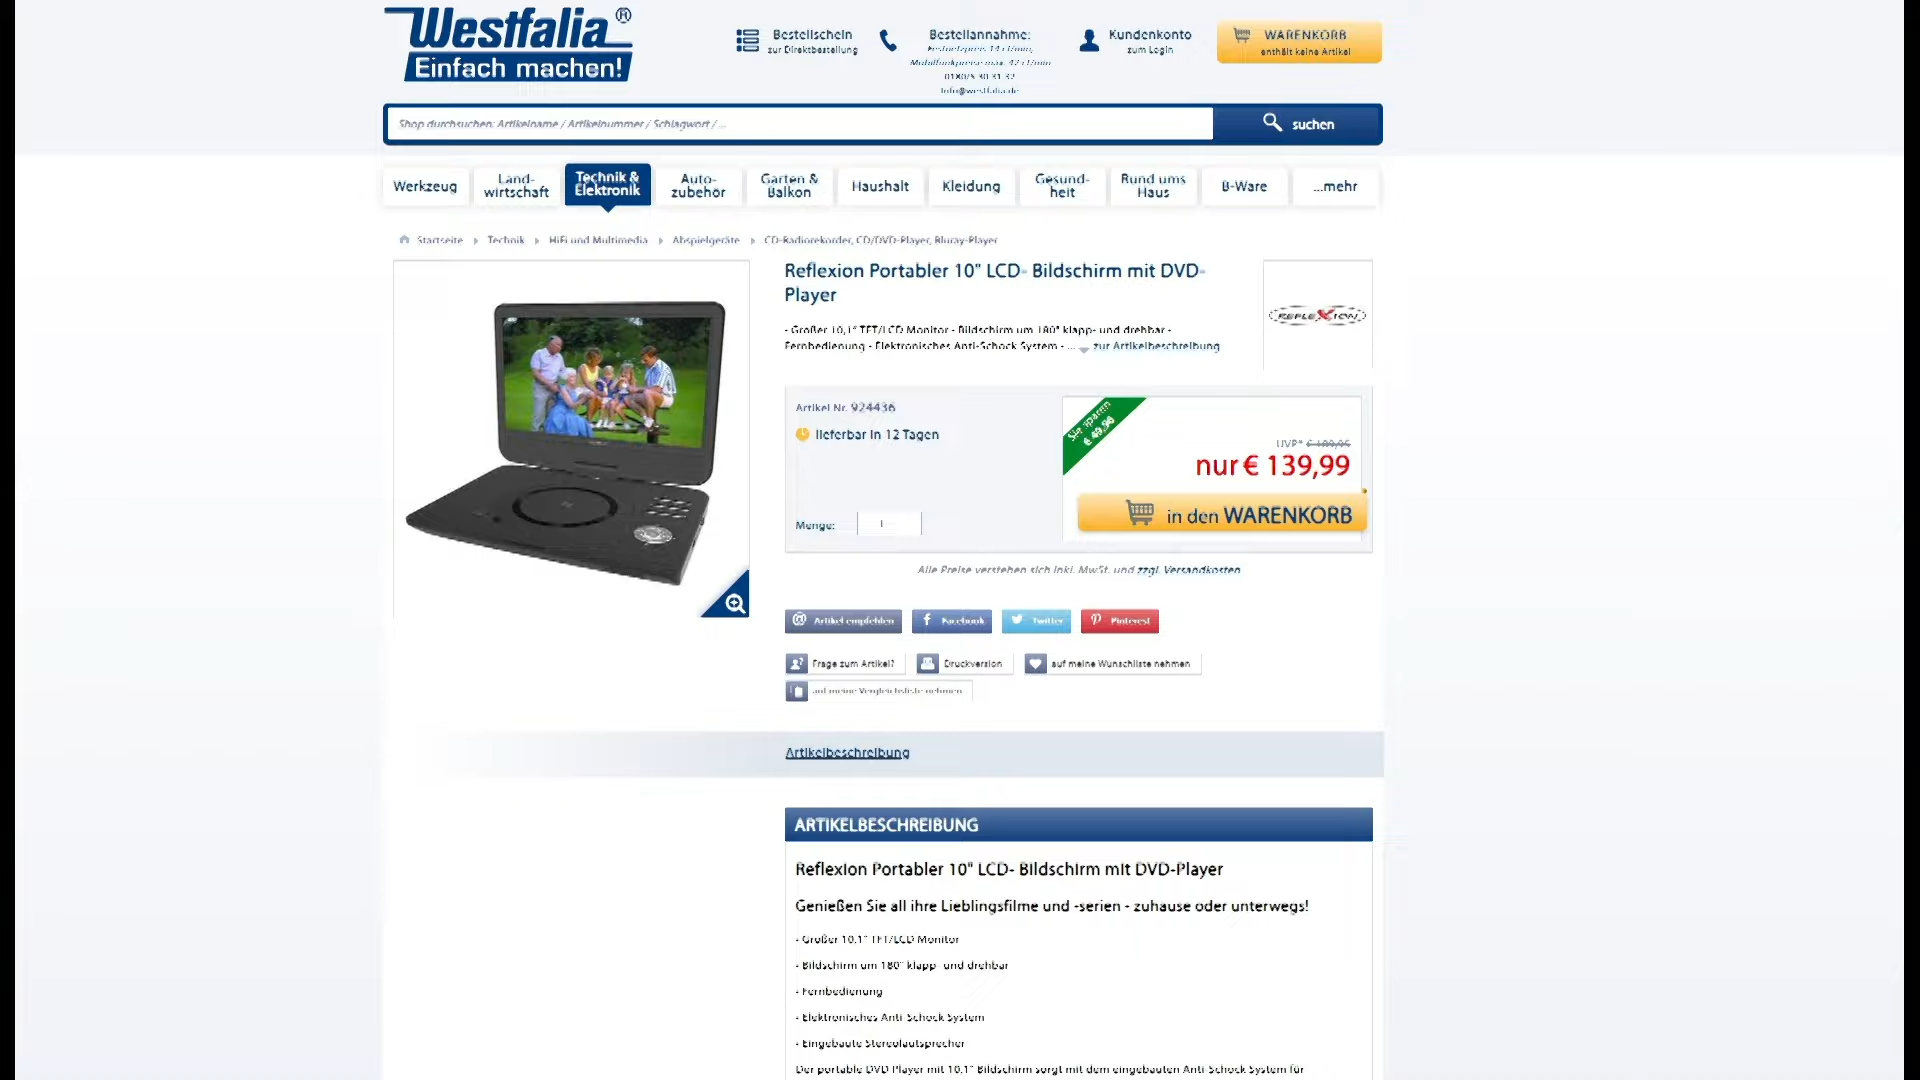 Westfalia®
Einfach machen!
Bestellschein
zur Direktbestellung
Bestellannahme:
Festnetzpreis 14 ct/min,
Mobilfunkpreise max. 42 ct/min
info@westfalia.de
Kundenkonto
zum Login
WARENKORB
enthält keine Artikel
Shop durchsuchen: Artikelname / Artikelnummer / Schlagwort / ...
suchen
Werkzeug
Land-
wirtschaft
Technik &
Elektronik
Auto-
zubehör
Garten &
Balkon
Haushalt
Kleidung
Gesund-
heit
Rund ums
Haus
B-Ware
...mehr
Startseite
Technik
HiFi und Multimedia
Abspielgeräte
CD-Radiorekorder, CD/DVD-Player, Bluray-Player
Reflexion Portabler 10" LCD- Bildschirm mit DVD-
Player
REFLEXION
- Großer 10,1" TFT/LCD Monitor - Bildschirm um 180° klapp- und drehbar -
Fernbedienung - Elektronisches Anti-Schock System - ... zur Artikelbeschreibung
Artikel Nr. 924436
lieferbar in 12 Tagen
Sie sparen
€ 49,96
UVP* € 189,95
nur € 139,99
Menge: 1
in den WARENKORB
Alle Preise verstehen sich inkl. MwSt. und zzgl. Versandkosten
Artikel empfehlen
Facebook
Twitter
Pinterest
Frage zum Artikel?
Druckversion
auf meine Wunschliste nehmen
auf meine Vergleichsliste nehmen
Artikelbeschreibung
ARTIKELBESCHREIBUNG
Reflexion Portabler 10" LCD- Bildschirm mit DVD-Player
Genießen Sie all ihre Lieblingsfilme und -serien - zuhause oder unterwegs!
- Großer 10,1" TFT/LCD Monitor
- Bildschirm um 180° klapp- und drehbar
- Fernbedienung
- Elektronisches Anti-Schock System
- Eingebaute Stereolautsprecher
Der portable DVD-Player mit 10,1" Bildschirm sorgt mit dem eingebauten Anti-Schock System für